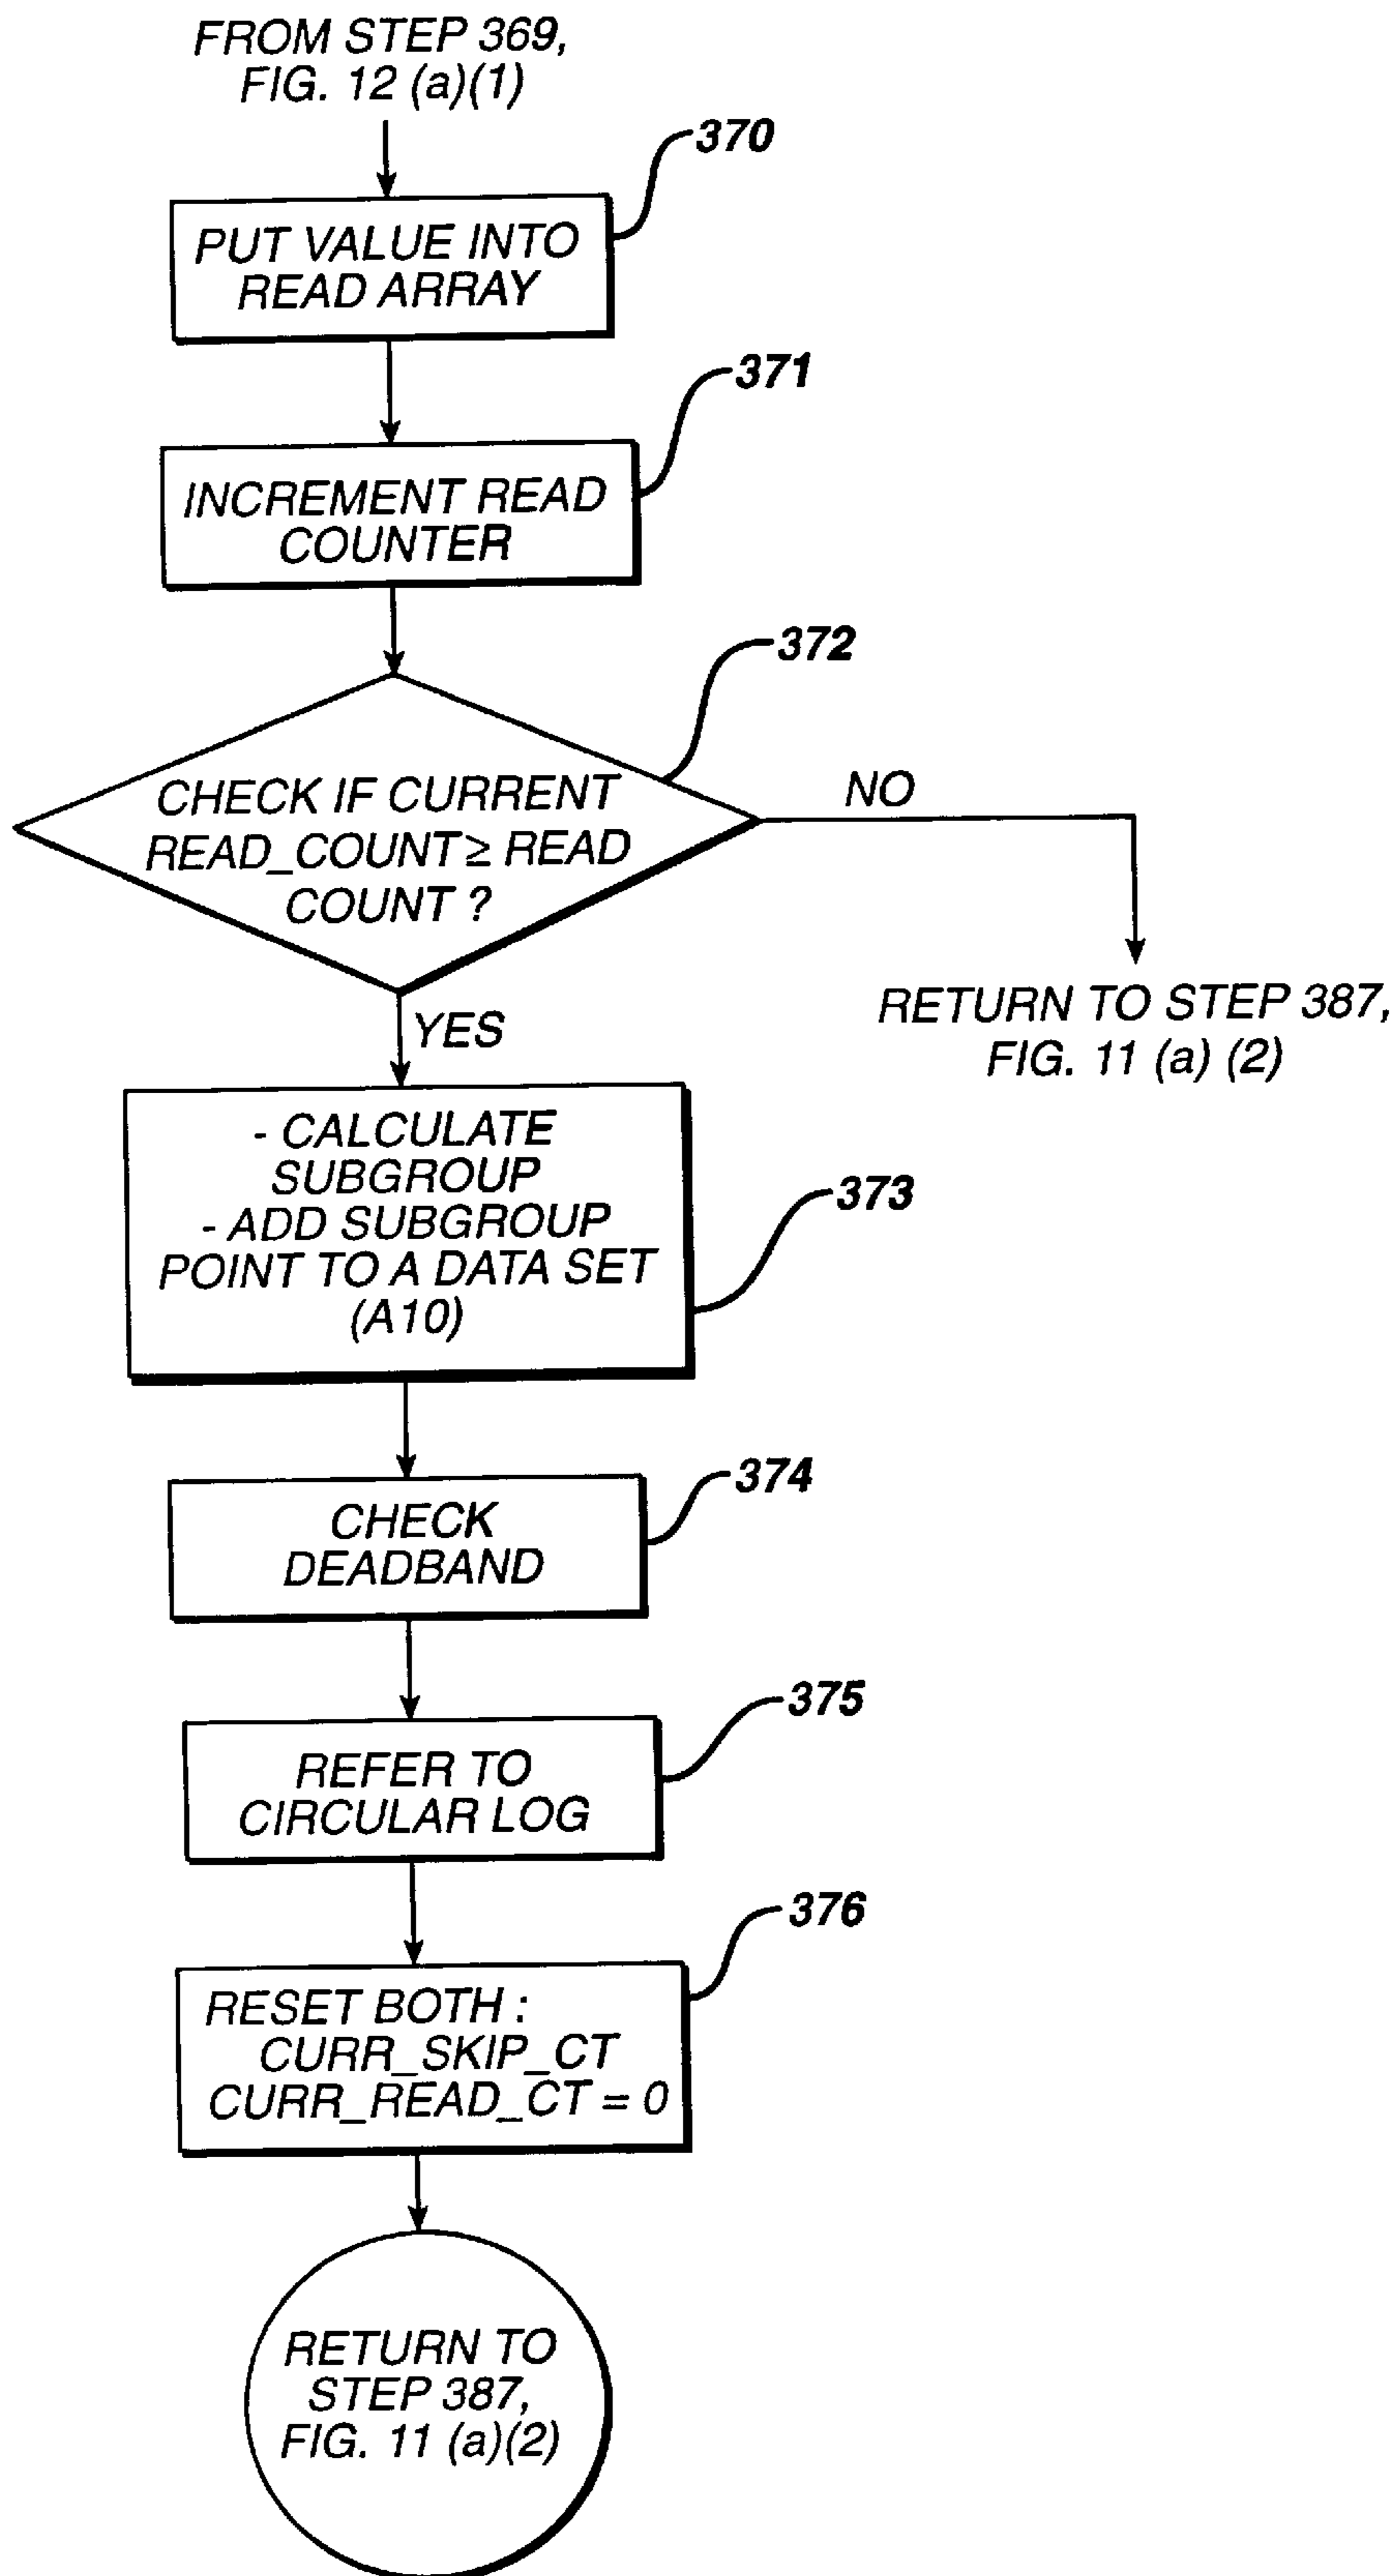 FROM STEP 369,
FIG. 12 (a)(1)
370
PUT VALUE INTO
READ ARRAY
371
INCREMENT READ
COUNTER
372
CHECK IF CURRENT
READ_COUNT ≥ READ
COUNT ?
NO
RETURN TO STEP 387,
FIG. 11 (a) (2)
YES
- CALCULATE
SUBGROUP
- ADD SUBGROUP
POINT TO A DATA SET
(A10)
373
CHECK
DEADBAND
374
REFER TO
CIRCULAR LOG
375
376
RESET BOTH :
CURR_SKIP_CT
CURR_READ_CT = 0
RETURN TO
STEP 387,
FIG. 11 (a)(2)